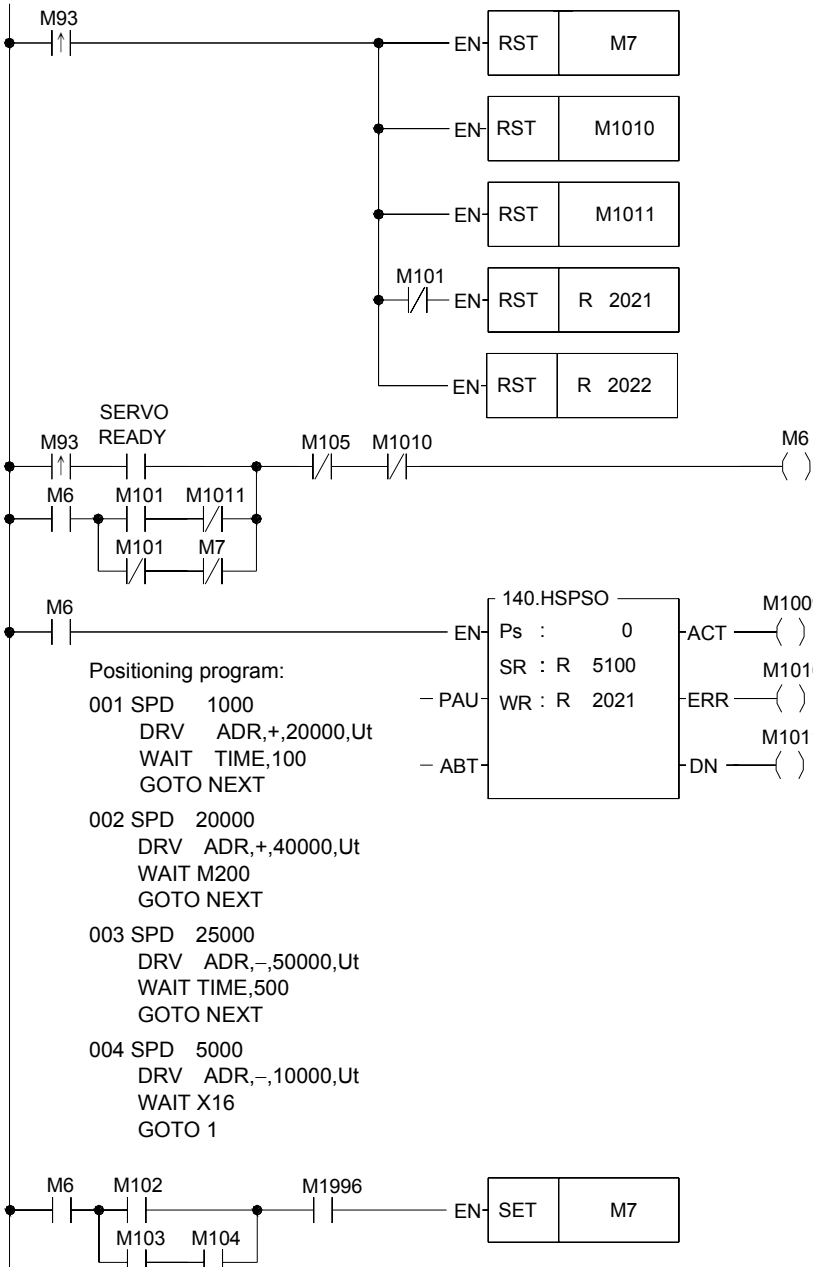 M93
EN RST M7
EN RST M1010
EN RST M1011
M101
EN RST R 2021
EN RST R 2022
SERVO
READY
M93 M105 M1010 M6
M6 M101 M1011
M101 M7
M6
140.HSPSO
EN Ps : 0 ACT
SR : R 5100
PAU WR : R 2021 ERR
ABT DN
M100
M101
M101
Positioning program:
001 SPD 1000
DRV ADR,+,20000,Ut
WAIT TIME,100
GOTO NEXT
002 SPD 20000
DRV ADR,+,40000,Ut
WAIT M200
GOTO NEXT
003 SPD 25000
DRV ADR,−,50000,Ut
WAIT TIME,500
GOTO NEXT
004 SPD 5000
DRV ADR,−,10000,Ut
WAIT X16
GOTO 1
M6 M102 M1996
EN SET M7
M103 M104